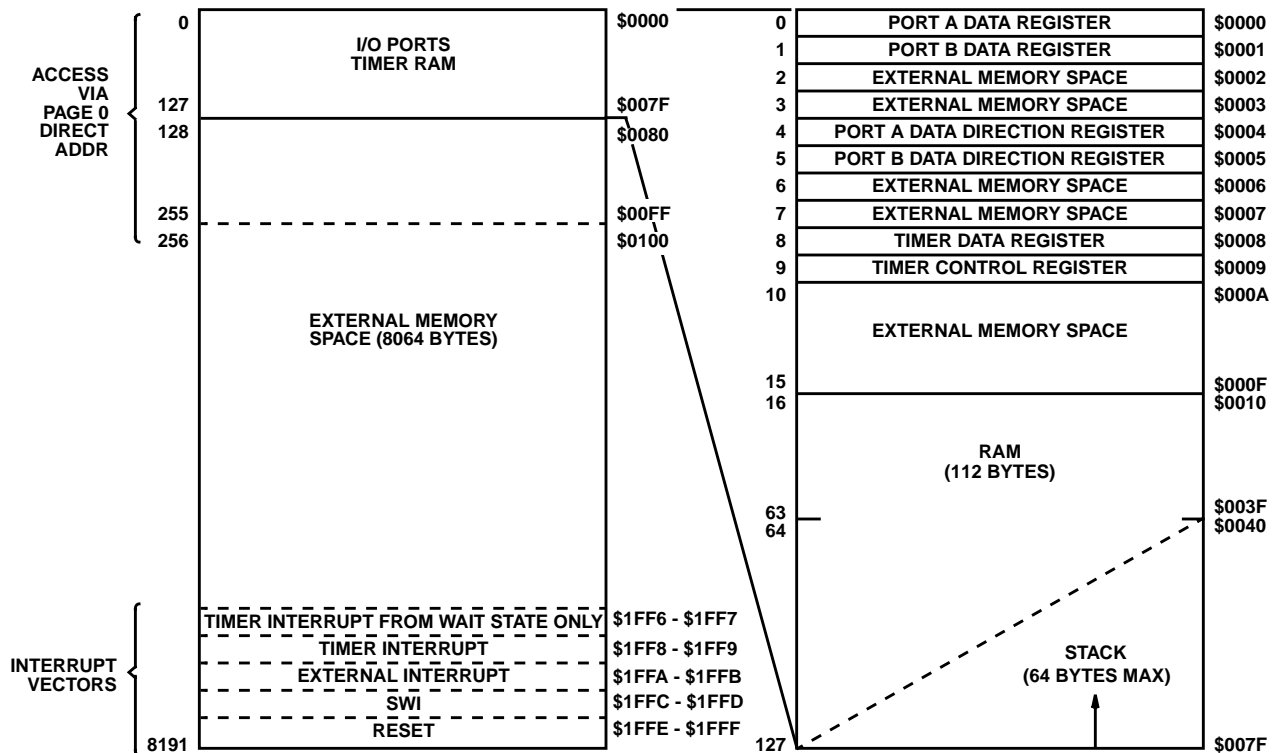 ACCESS
VIA
PAGE 0
DIRECT
ADDR
0
127
128
255
256
I/O PORTS
TIMER RAM
$0000
$007F
$0080
$00FF
$0100
EXTERNAL MEMORY
SPACE (8064 BYTES)
INTERRUPT
VECTORS
TIMER INTERRUPT FROM WAIT STATE ONLY $1FF6 - $1FF7
TIMER INTERRUPT $1FF8 - $1FF9
EXTERNAL INTERRUPT $1FFA - $1FFB
SWI $1FFC - $1FFD
RESET $1FFE - $1FFF
8191
0 PORT A DATA REGISTER $0000
1 PORT B DATA REGISTER $0001
2 EXTERNAL MEMORY SPACE $0002
3 EXTERNAL MEMORY SPACE $0003
4 PORT A DATA DIRECTION REGISTER $0004
5 PORT B DATA DIRECTION REGISTER $0005
6 EXTERNAL MEMORY SPACE $0006
7 EXTERNAL MEMORY SPACE $0007
8 TIMER DATA REGISTER $0008
9 TIMER CONTROL REGISTER $0009
10 $000A
EXTERNAL MEMORY SPACE
15 $000F
16 $0010
RAM
(112 BYTES)
63 $003F
64 $0040
STACK
(64 BYTES MAX)
127 $007F